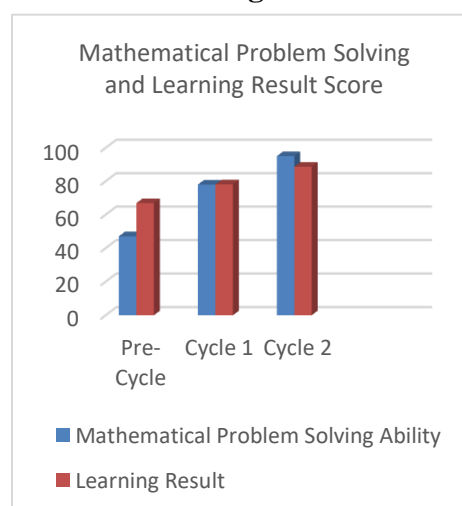 Mathematical Problem Solving
and Learning Result Score
100
80
60
40
20
0
Pre-
Cycle
Cycle 1
Cycle 2
Mathematical Problem Solving Ability
Learning Result